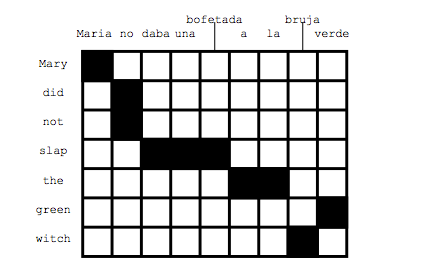 bofetada bruja
Maria no daba una a la verde
Mary
did
not
slap
the
green
witch